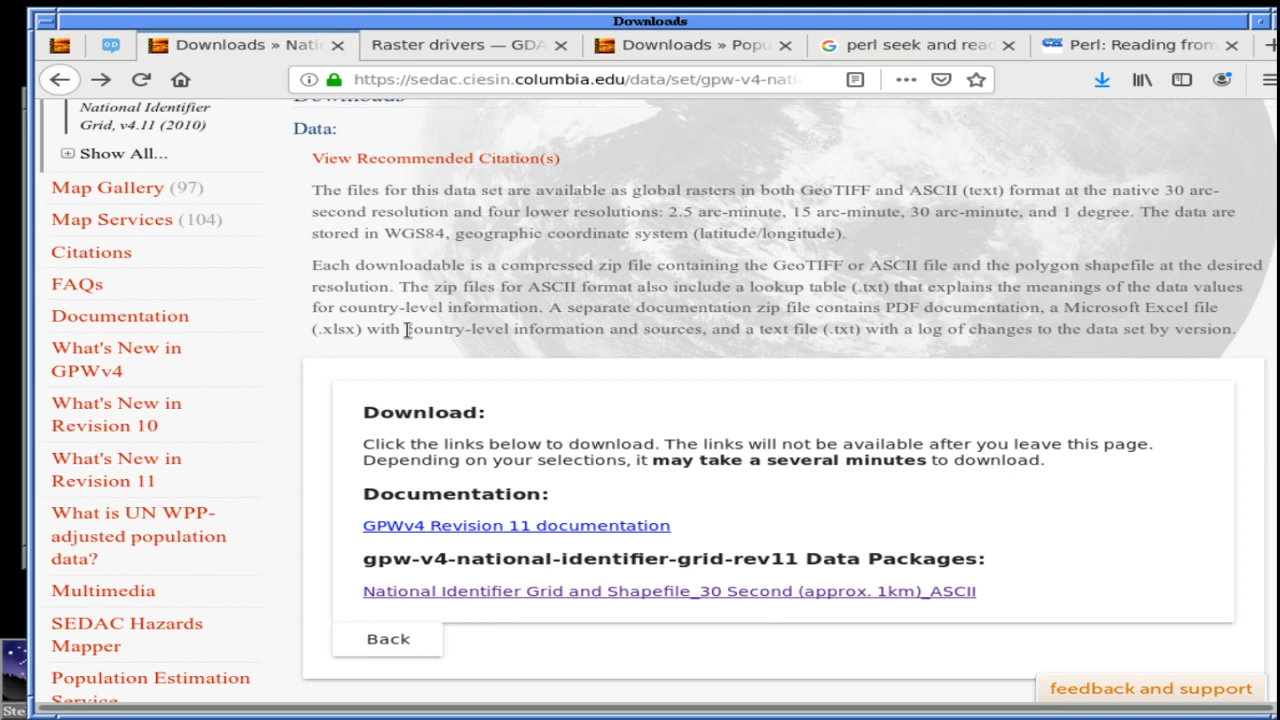 Downloads
Downloads » Nati
Raster drivers — GDA
Downloads » Popu
perl seek and reac
Perl: Reading from
https://sedac.ciesin.columbia.edu/data/set/gpw-v4-nati
National Identifier
Grid, v4.11 (2010)
Show All...
Map Gallery (97)
Map Services (104)
Citations
FAQs
Documentation
What's New in
GPWv4
What's New in
Revision 10
What's New in
Revision 11
What is UN WPP-
adjusted population
data?
Multimedia
SEDAC Hazards
Mapper
Population Estimation
Service
Downloads
Data:
View Recommended Citation(s)
The files for this data set are available as global rasters in both GeoTIFF and ASCII (text) format at the native 30 arc-
second resolution and four lower resolutions: 2.5 arc-minute, 15 arc-minute, 30 arc-minute, and 1 degree. The data are
stored in WGS84, geographic coordinate system (latitude/longitude).
Each downloadable is a compressed zip file containing the GeoTIFF or ASCII file and the polygon shapefile at the desired
resolution. The zip files for ASCII format also include a lookup table (.txt) that explains the meanings of the data values
for country-level information. A separate documentation zip file contains PDF documentation, a Microsoft Excel file
(.xlsx) with country-level information and sources, and a text file (.txt) with a log of changes to the data set by version.
Download:
Click the links below to download. The links will not be available after you leave this page.
Depending on your selections, it may take a several minutes to download.
Documentation:
GPWv4 Revision 11 documentation
gpw-v4-national-identifier-grid-rev11 Data Packages:
National Identifier Grid and Shapefile_30 Second (approx. 1km)_ASCII
Back
feedback and support
Ste